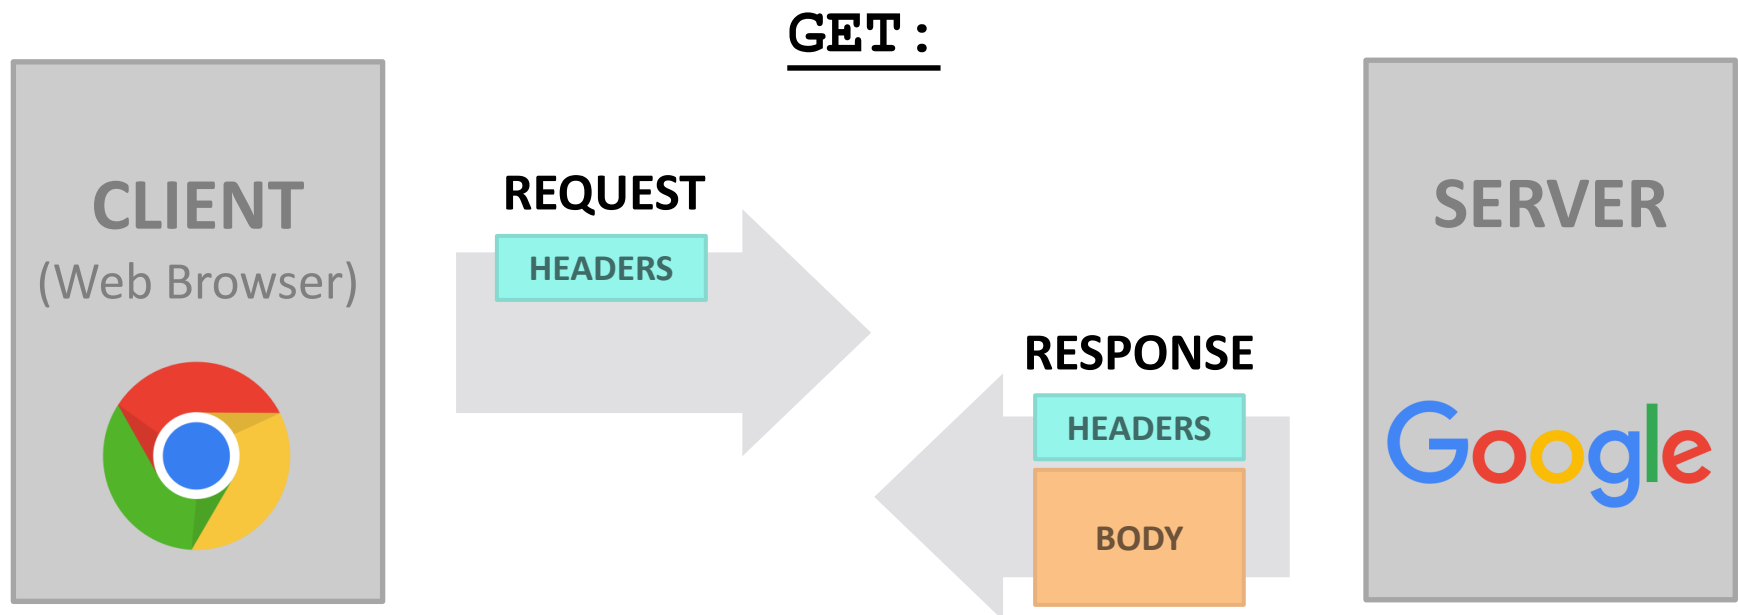 GET:
CLIENT
(Web Browser)
REQUEST
HEADERS
RESPONSE
HEADERS
BODY
SERVER
Google